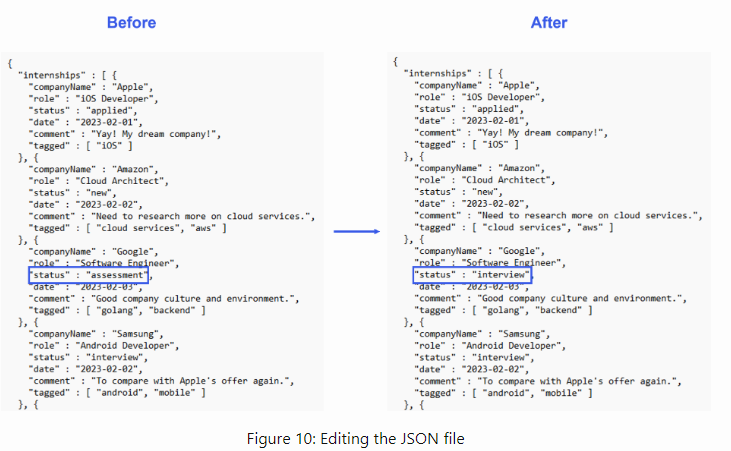 Before
{
"internships" : [ {
"companyName" : "Apple",
"role" : "iOS Developer",
"status" : "applied",
"date" : "2023-02-01",
"comment" : "Yay! My dream company!",
"tagged" : [ "iOS" ]
}, {
"companyName" : "Amazon",
"role" : "Cloud Architect",
"status" : "new",
"date" : "2023-02-02",
"comment" : "Need to research more on cloud services.",
"tagged" : [ "cloud services", "aws" ]
}, {
"companyName" : "Google",
"role" : "Software Engineer",
"status" : "assessment",
"date" : "2023-02-03",
"comment" : "Good company culture and environment.",
"tagged" : [ "golang", "backend" ]
}, {
"companyName" : "Samsung",
"role" : "Android Developer",
"status" : "interview",
"date" : "2023-02-02",
"comment" : "To compare with Apple's offer again.",
"tagged" : [ "android", "mobile" ]
}, {
After
{
"internships" : [ {
"companyName" : "Apple",
"role" : "iOS Developer",
"status" : "applied",
"date" : "2023-02-01",
"comment" : "Yay! My dream company!",
"tagged" : [ "iOS" ]
}, {
"companyName" : "Amazon",
"role" : "Cloud Architect",
"status" : "new",
"date" : "2023-02-02",
"comment" : "Need to research more on cloud services.",
"tagged" : [ "cloud services", "aws" ]
}, {
"companyName" : "Google",
"role" : "Software Engineer",
"status" : "interview",
"date" : "2023-02-03",
"comment" : "Good company culture and environment.",
"tagged" : [ "golang", "backend" ]
}, {
"companyName" : "Samsung",
"role" : "Android Developer",
"status" : "interview",
"date" : "2023-02-02",
"comment" : "To compare with Apple's offer again.",
"tagged" : [ "android", "mobile" ]
}, {
Figure 10: Editing the JSON file